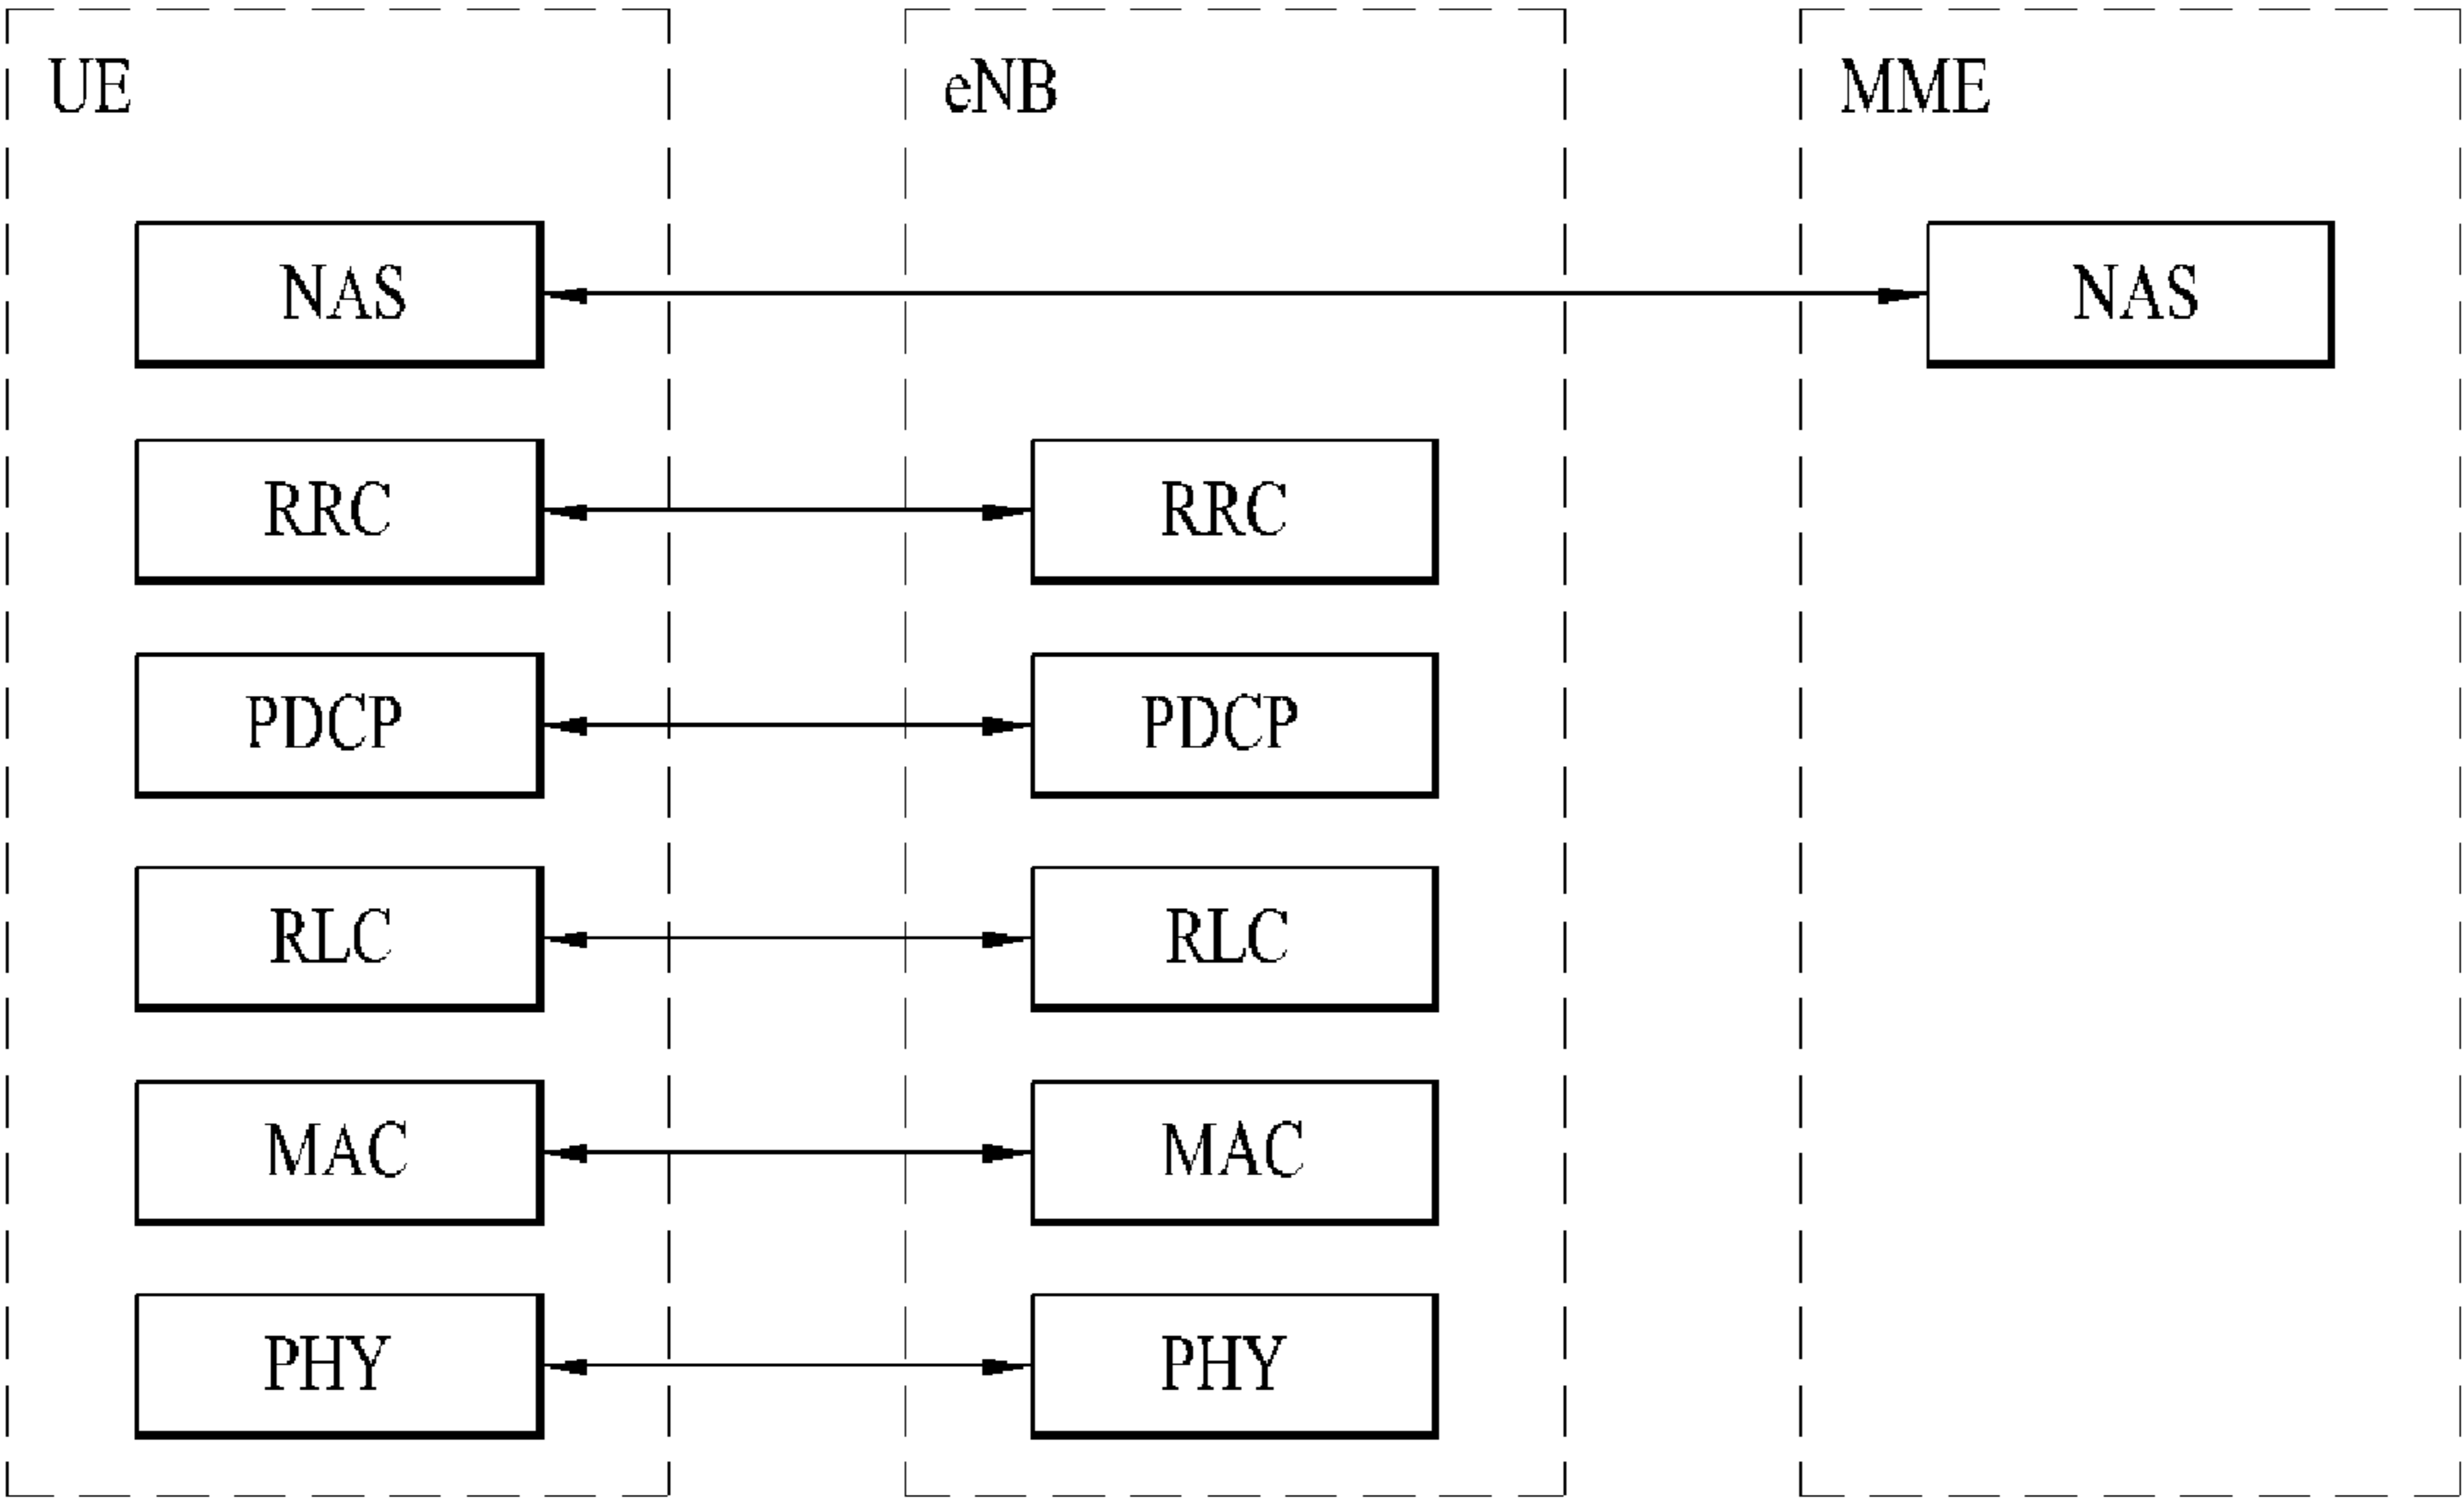 UE eNB MME
NAS NAS
RRC RRC
PDCP PDCP
RLC RLC
MAC MAC
PHY PHY